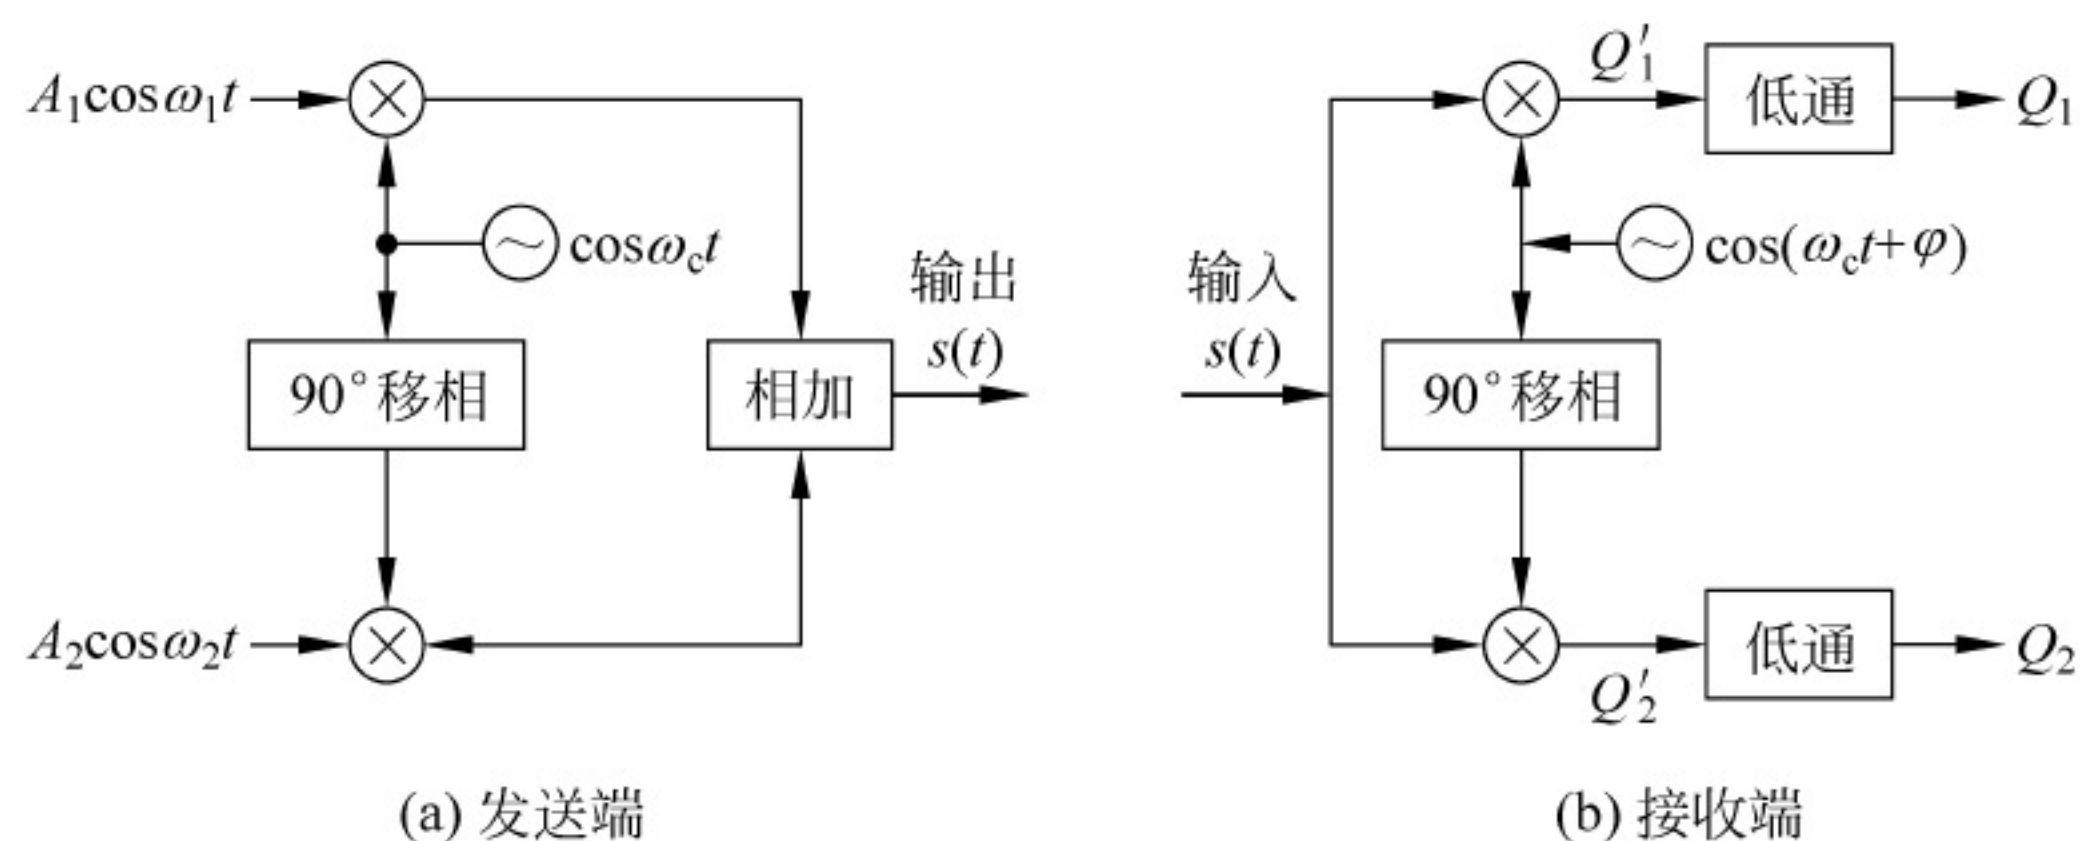 A₁cosω₁t
cosω_ct
90°移相
A₂cosω₂t
相加
输出
s(t)
(a) 发送端
输入
s(t)
Q′₁
低通
Q₁
cos(ω_ct+φ)
90°移相
Q′₂
低通
Q₂
(b) 接收端